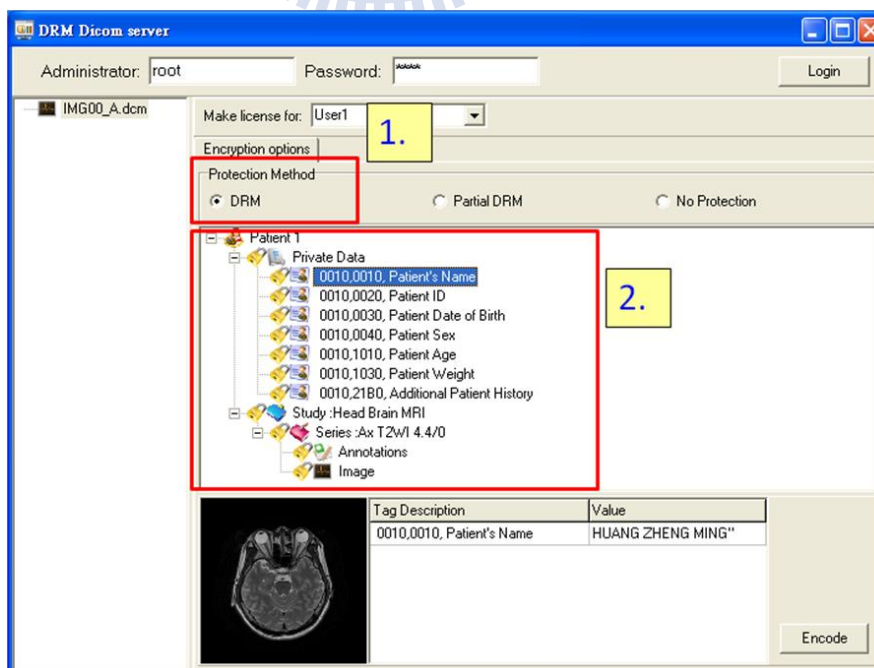 DRM Dicom server
Administrator: root Password: **** Login
IMG00_A.dcm
Make license for: User1
1.
Encryption options
Protection Method
DRM Partial DRM No Protection
Patient 1
Private Data
0010,0010, Patient's Name
0010,0020, Patient ID
0010,0030, Patient Date of Birth
0010,0040, Patient Sex
0010,1010, Patient Age
0010,1030, Patient Weight
0010,21B0, Additional Patient History
2.
Study :Head Brain MRI
Series :Ax T2WI 4.4/0
Annotations
Image
Tag Description Value
0010,0010, Patient's Name HUANG ZHENG MING"
Encode